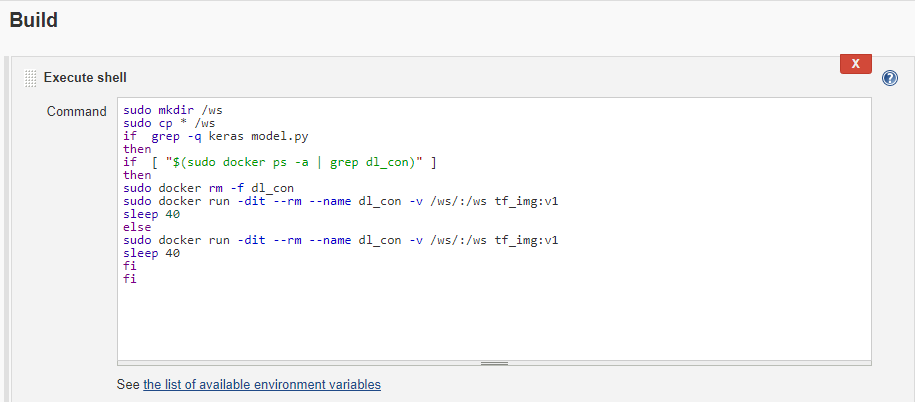 Build
X
Execute shell
?
Command
sudo mkdir /ws
sudo cp * /ws
if  grep -q keras model.py
then
if  [ "$(sudo docker ps -a | grep dl_con)" ]
then
sudo docker rm -f dl_con
sudo docker run -dit --rm --name dl_con -v /ws/:/ws tf_img:v1
sleep 40
else
sudo docker run -dit --rm --name dl_con -v /ws/:/ws tf_img:v1
sleep 40
fi
fi
See the list of available environment variables